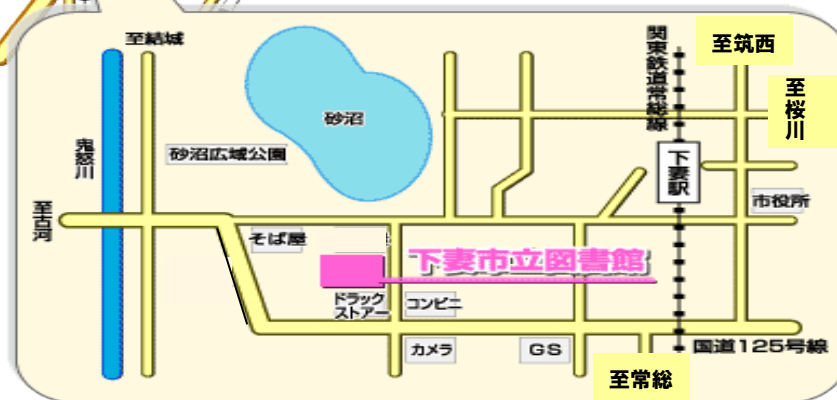 至結城
関東鉄道常総線
至筑西
至桜川
砂沼
鬼怒川
砂沼広域公園
下妻駅
至古河
市役所
そば屋
下妻市立図書館
ドラック
ストアー
コンビニ
カメラ
GS
国道125号線
至常総